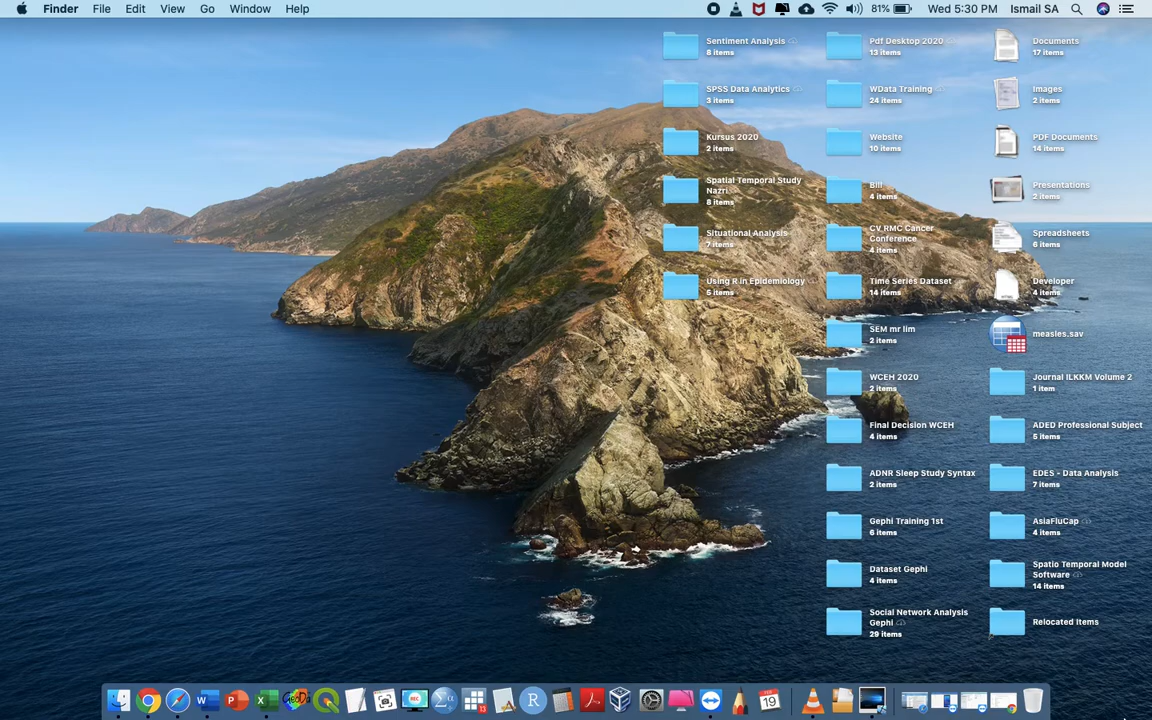 Finder File Edit View Go Window Help 81% Wed 5:30 PM Ismail SA
Sentiment Analysis
8 items
SPSS Data Analytics
3 items
Kursus 2020
2 items
Spatial Temporal Study
Nazri
8 items
Situational Analysis
7 items
Using R in Epidemiology
5 items
Pdf Desktop 2020
13 items
WData Training
24 items
Website
10 items
Bill
4 items
CV RMC Cancer
Conference
4 items
Time Series Dataset
14 items
SEM mr lim
2 items
WCEH 2020
2 items
Final Decision WCEH
4 items
ADNR Sleep Study Syntax
2 items
Gephi Training 1st
6 items
Dataset Gephi
4 items
Social Network Analysis
Gephi
29 items
Documents
17 items
Images
2 items
PDF Documents
14 items
Presentations
2 items
Spreadsheets
6 items
Developer
4 items
measles.sav
Journal ILKKM Volume 2
1 item
ADED Professional Subject
5 items
EDES - Data Analysis
7 items
AsiaFluCap
4 items
Spatio Temporal Model
Software
14 items
Relocated Items
W P X GeoDa REC Σα 13 R FEB 19